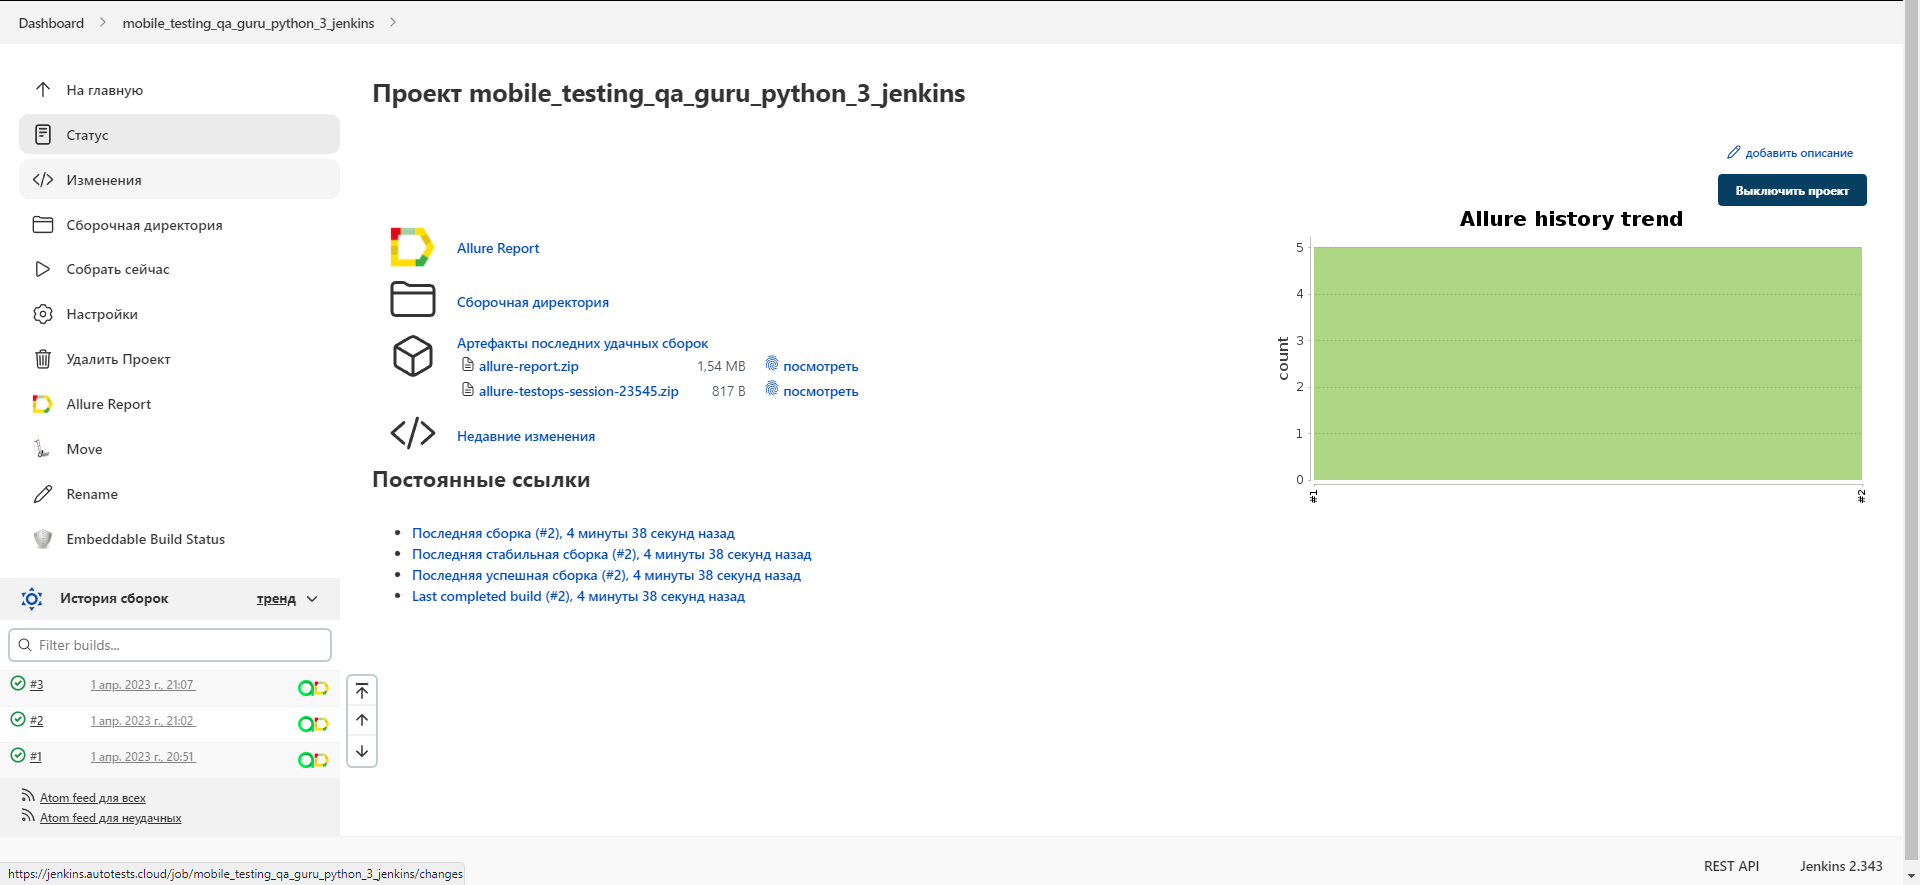 Dashboard
mobile_testing_qa_guru_python_3_jenkins
На главную
Статус
Изменения
Сборочная директория
Собрать сейчас
Настройки
Удалить Проект
Allure Report
Move
Rename
Embeddable Build Status
История сборок
тренд
Filter builds...
#3 1 апр. 2023 г., 21:07
#2 1 апр. 2023 г., 21:02
#1 1 апр. 2023 г., 20:51
Atom feed для всех
Atom feed для неудачных
Проект mobile_testing_qa_guru_python_3_jenkins
добавить описание
Выключить проект
Allure Report
Сборочная директория
Артефакты последних удачных сборок
allure-report.zip 1,54 MB посмотреть
allure-testops-session-23545.zip 817 B посмотреть
Недавние изменения
Постоянные ссылки
Последняя сборка (#2), 4 минуты 38 секунд назад
Последняя стабильная сборка (#2), 4 минуты 38 секунд назад
Последняя успешная сборка (#2), 4 минуты 38 секунд назад
Last completed build (#2), 4 минуты 38 секунд назад
Allure history trend
count
5
4
3
2
1
0
#1
#2
REST API
Jenkins 2.343
https://jenkins.autotests.cloud/job/mobile_testing_qa_guru_python_3_jenkins/changes